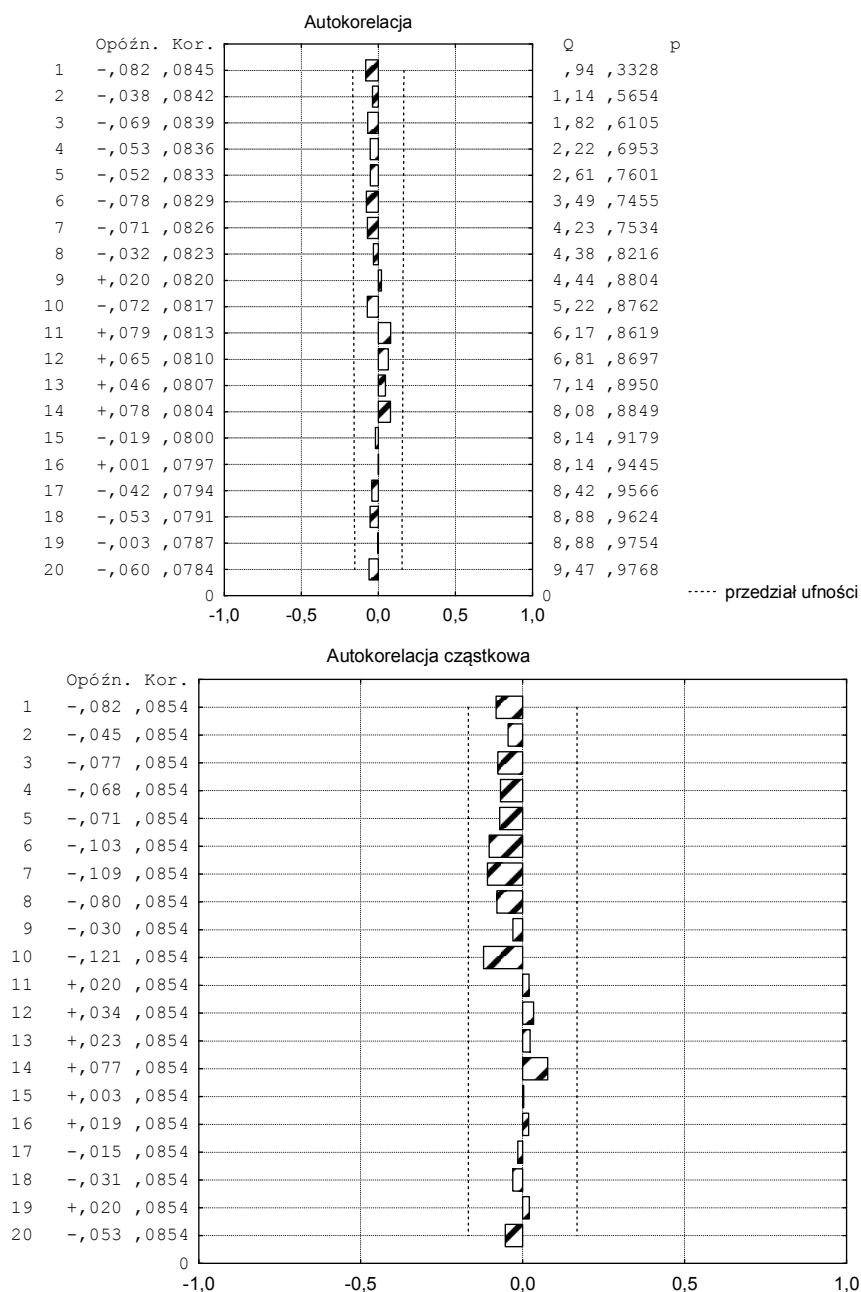 Autokorelacja
Opóźn. Kor. Q p
1 -,082 ,0845 ,94 ,3328
2 -,038 ,0842 1,14 ,5654
3 -,069 ,0839 1,82 ,6105
4 -,053 ,0836 2,22 ,6953
5 -,052 ,0833 2,61 ,7601
6 -,078 ,0829 3,49 ,7455
7 -,071 ,0826 4,23 ,7534
8 -,032 ,0823 4,38 ,8216
9 +,020 ,0820 4,44 ,8804
10 -,072 ,0817 5,22 ,8762
11 +,079 ,0813 6,17 ,8619
12 +,065 ,0810 6,81 ,8697
13 +,046 ,0807 7,14 ,8950
14 +,078 ,0804 8,08 ,8849
15 -,019 ,0800 8,14 ,9179
16 +,001 ,0797 8,14 ,9445
17 -,042 ,0794 8,42 ,9566
18 -,053 ,0791 8,88 ,9624
19 -,003 ,0787 8,88 ,9754
20 -,060 ,0784 9,47 ,9768
0 0
przedział ufności
-1,0 -0,5 0,0 0,5 1,0
Autokorelacja cząstkowa
Opóźn. Kor.
1 -,082 ,0854
2 -,045 ,0854
3 -,077 ,0854
4 -,068 ,0854
5 -,071 ,0854
6 -,103 ,0854
7 -,109 ,0854
8 -,080 ,0854
9 -,030 ,0854
10 -,121 ,0854
11 +,020 ,0854
12 +,034 ,0854
13 +,023 ,0854
14 +,077 ,0854
15 +,003 ,0854
16 +,019 ,0854
17 -,015 ,0854
18 -,031 ,0854
19 +,020 ,0854
20 -,053 ,0854
0
-1,0 -0,5 0,0 0,5 1,0